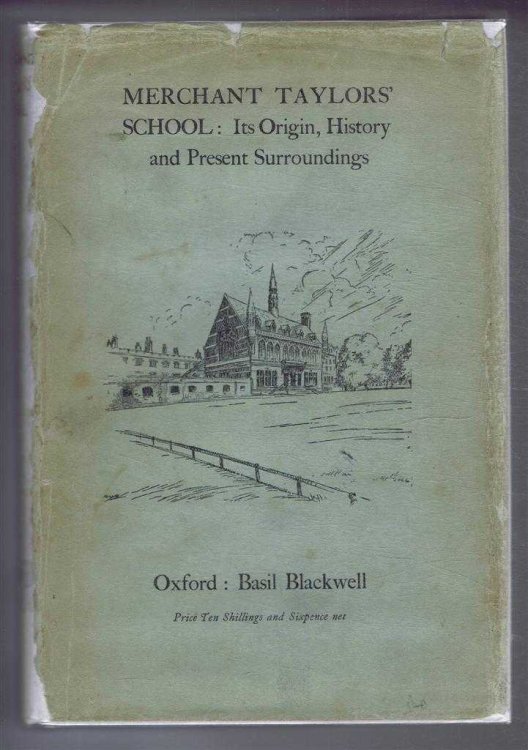 MERCHANT TAYLORS'
SCHOOL: Its Origin, History
and Present Surroundings
Oxford : Basil Blackwell
Price Ten Shillings and Sixpence net